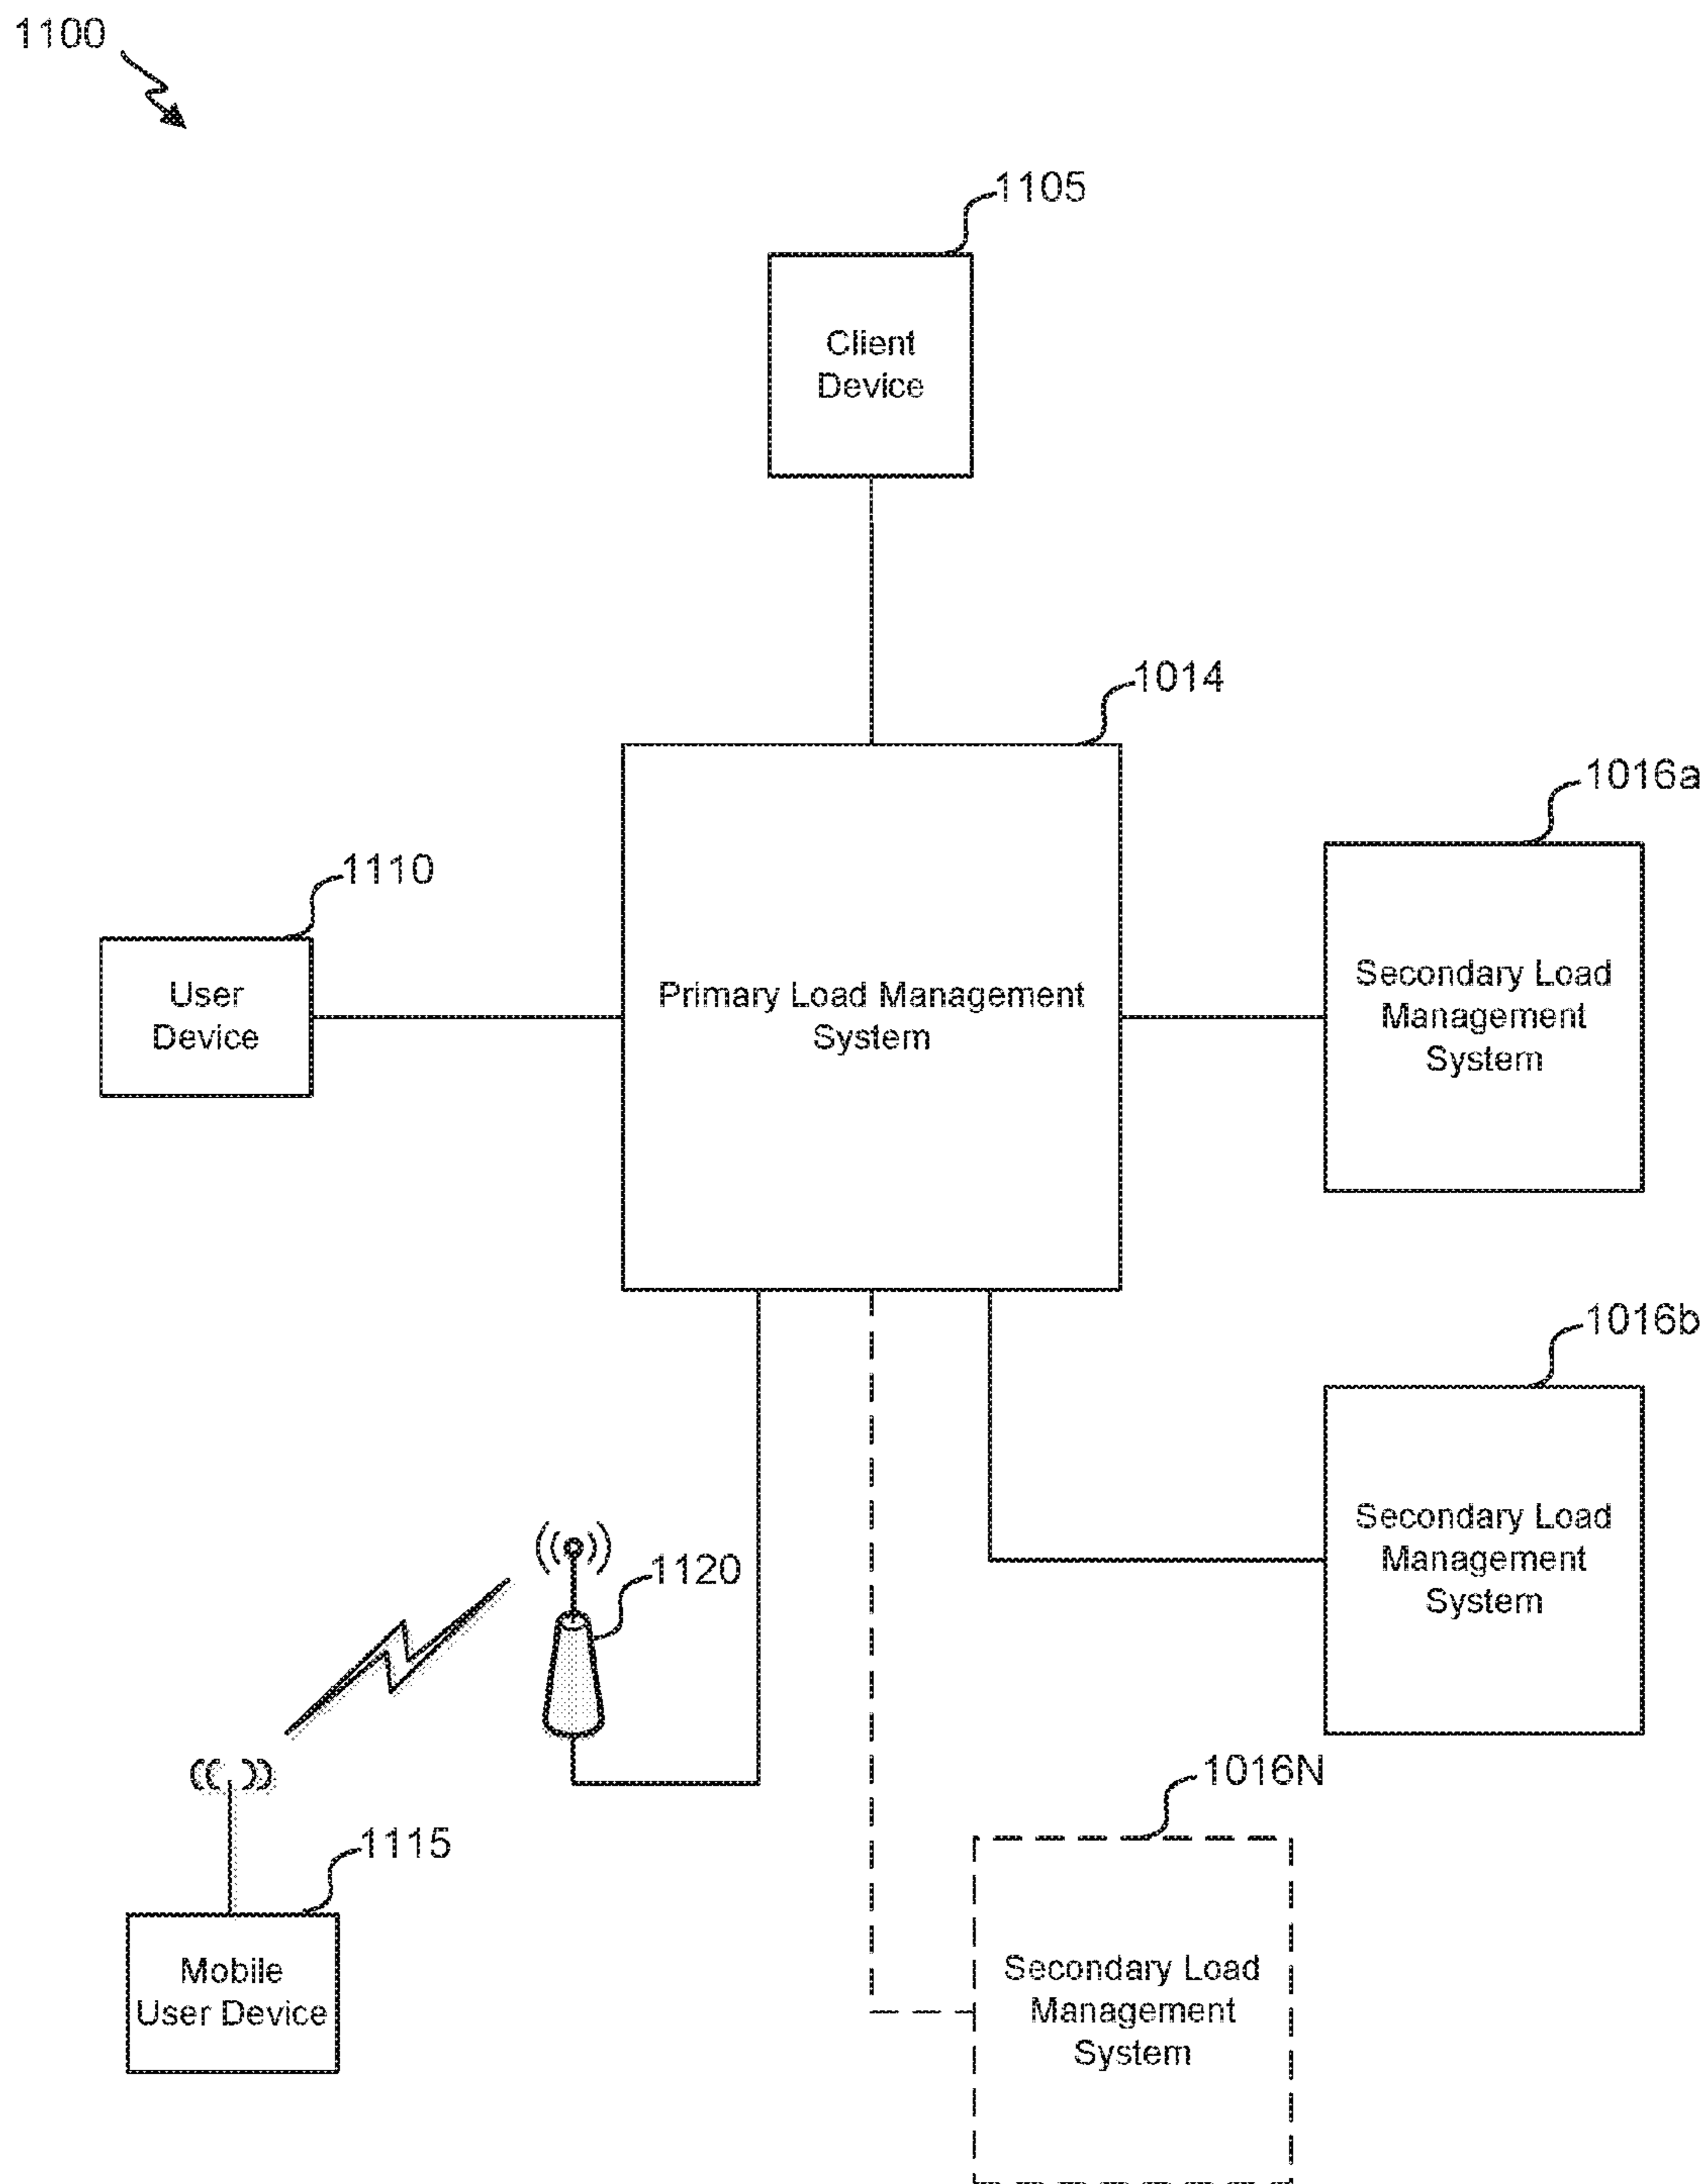 1100
1105
Client
Device
1014
1016a
1110
User
Device
Primary Load Management
System
Secondary Load
Management
System
1016b
1120
Secondary Load
Management
System
1016N
1115
Mobile
User Device
Secondary Load
Management
System